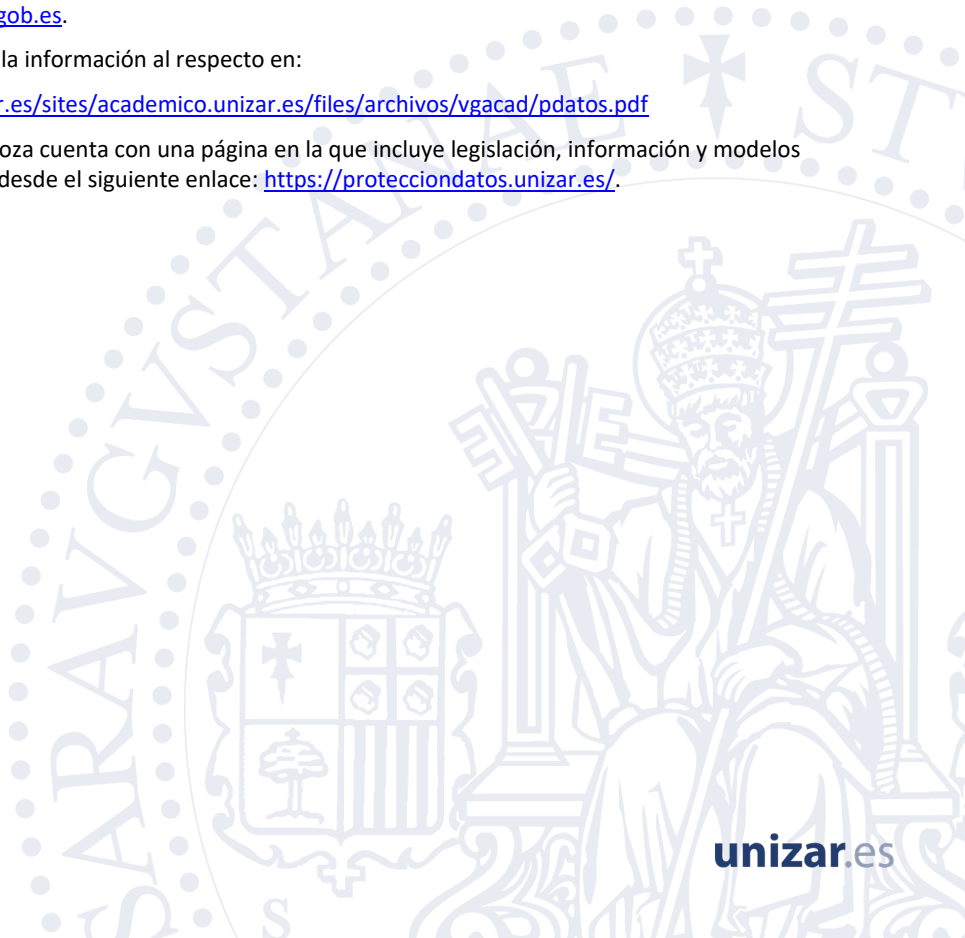 gob.es.
la información al respecto en:
r.es/sites/academico.unizar.es/files/archivos/vgacad/pdatos.pdf
oza cuenta con una página en la que incluye legislación, información y modelos
desde el siguiente enlace: https://protecciondatos.unizar.es/.
SARAVGVSTANAE ST
S
unizar.es